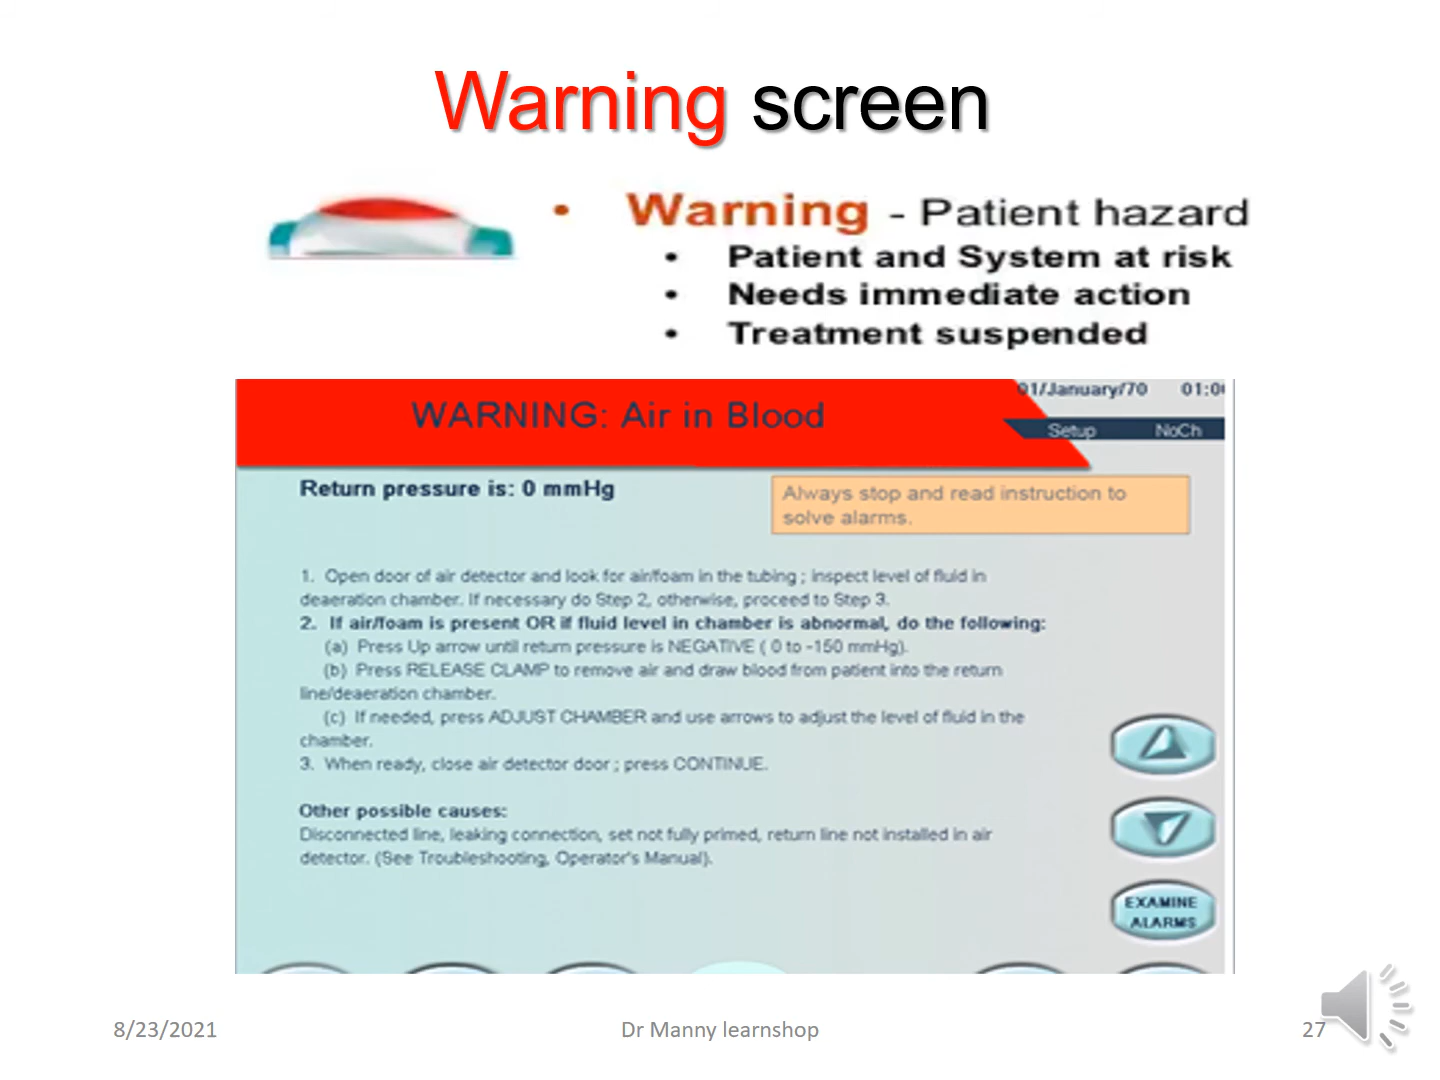 Warning screen
• Warning - Patient hazard
• Patient and System at risk
• Needs immediate action
• Treatment suspended
WARNING: Air in Blood
01/January/70 01:0
Setup NoCh
Return pressure is: 0 mmHg
Always stop and read instruction to
solve alarms.
1. Open door of air detector and look for air/foam in the tubing ; inspect level of fluid in
deaeration chamber. If necessary do Step 2, otherwise, proceed to Step 3.
2. If air/foam is present OR if fluid level in chamber is abnormal, do the following:
(a) Press Up arrow until return pressure is NEGATIVE ( 0 to -150 mmHg).
(b) Press RELEASE CLAMP to remove air and draw blood from patient into the return
line/deaeration chamber.
(c) If needed, press ADJUST CHAMBER and use arrows to adjust the level of fluid in the
chamber.
3. When ready, close air detector door ; press CONTINUE.
Other possible causes:
Disconnected line, leaking connection, set not fully primed, return line not installed in air
detector. (See Troubleshooting, Operator's Manual).
EXAMINE
ALARMS
8/23/2021 Dr Manny learnshop 27